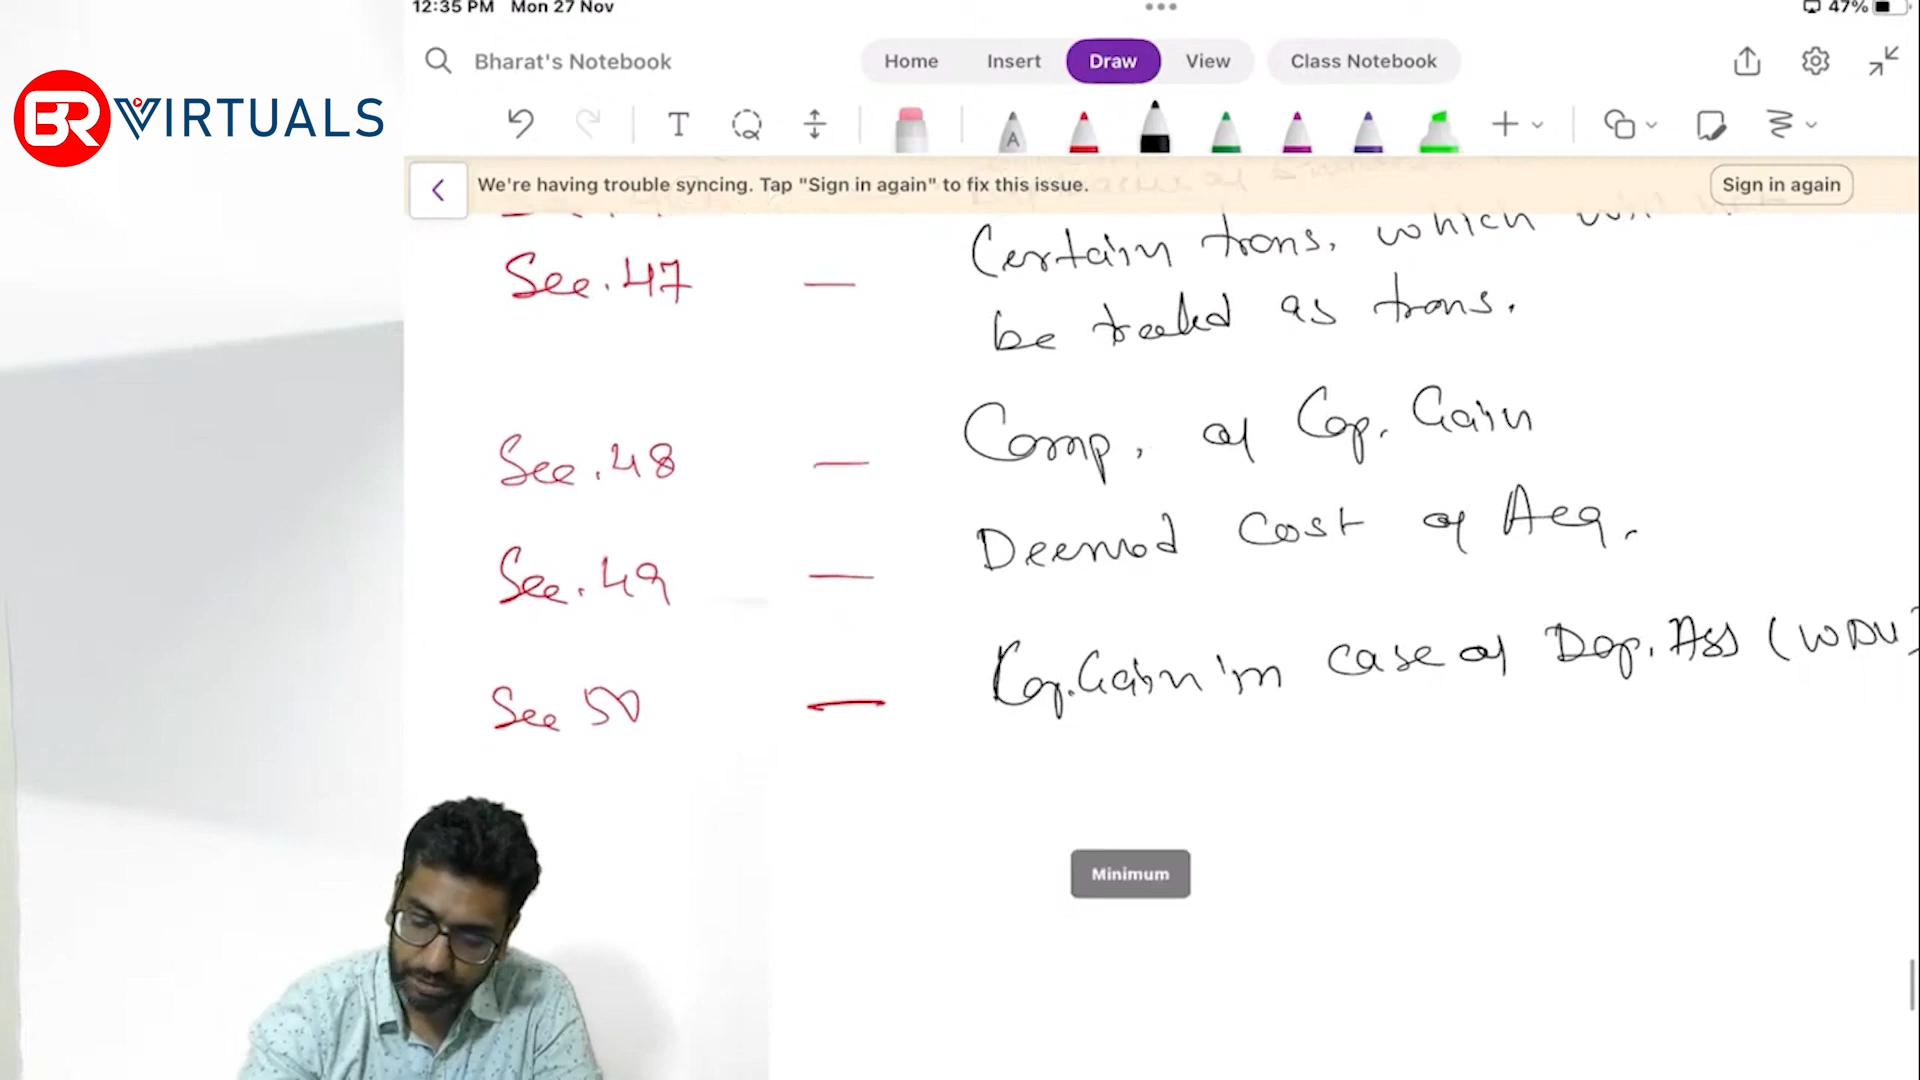 12:35 PM Mon 27 Nov
47%
Bharat's Notebook
Home Insert Draw View Class Notebook
BR VIRTUALS
T
A
We're having trouble syncing. Tap "Sign in again" to fix this issue.
Sign in again
Sec. 47 — Certain trans. which will not
be treated as trans.
Sec. 48 — Comp. of Cap. Gain
Sec. 49 — Deemed Cost of Acq.
Sec 50 — Cap. Gain in case of Dep. Ass (WDV)
Minimum